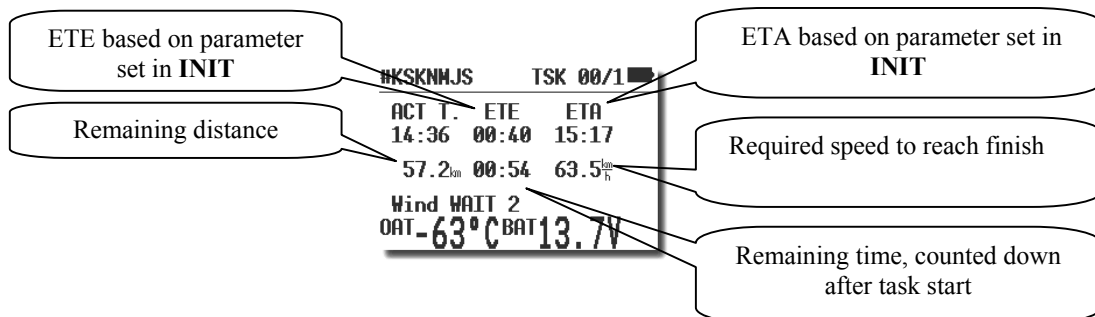 ETE based on parameter
set in INIT
ETA based on parameter set in
INIT
#KSKNMJS TSK 00/1
ACT T. ETE ETA
14:36 00:40 15:17
57.2km 00:54 63.5km/h
Wind WAIT 2
OAT-63°C BAT13.7V
Remaining distance
Required speed to reach finish
Remaining time, counted down
after task start